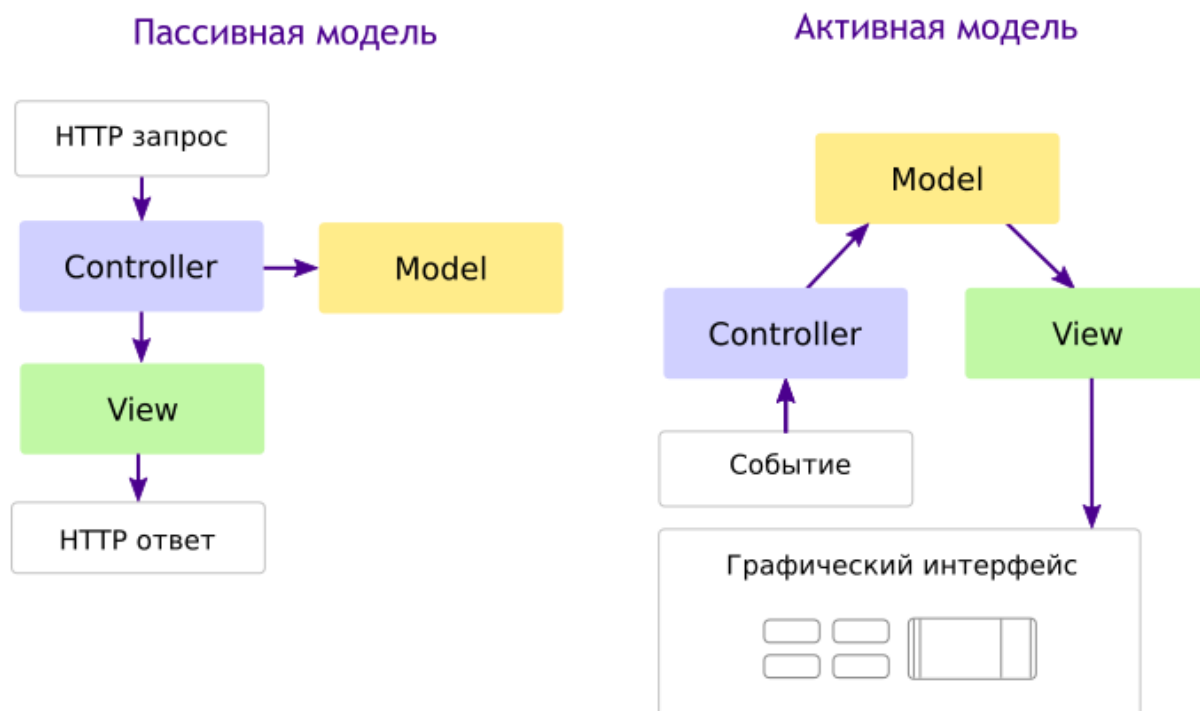 Пассивная модель
HTTP запрос
Controller
Model
View
HTTP ответ
Активная модель
Model
Controller
View
Событие
Графический интерфейс